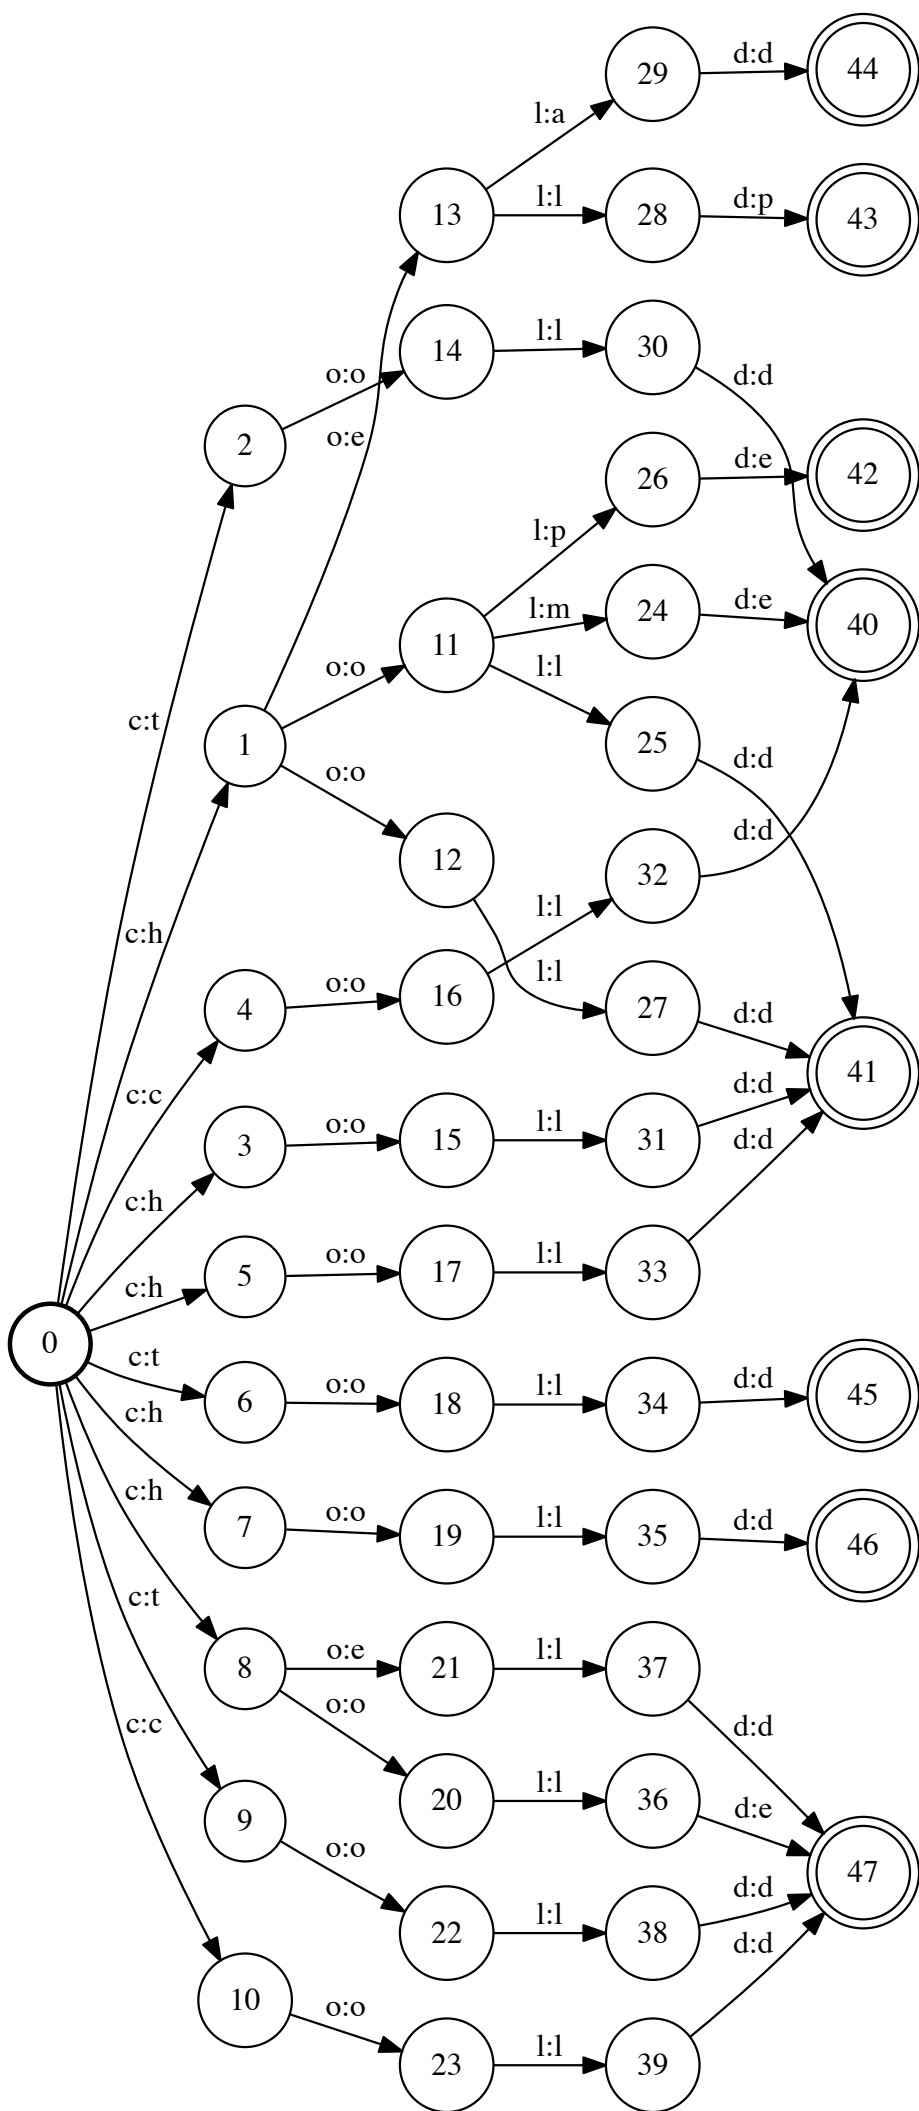 29
d:d
44
l:a
13
l:l
28
d:p
43
14
l:l
30
d:d
o:o
2
o:e
26
d:e
42
l:p
11
l:m
24
d:e
40
o:o
l:l
c:t
1
25
d:d
o:o
12
32
d:d
l:l
c:h
4
o:o
16
l:l
27
d:d
41
c:c
3
o:o
15
l:l
31
d:d
d:d
c:h
5
o:o
17
l:l
33
c:h
0
c:t
6
o:o
18
l:l
34
d:d
45
c:h
7
o:o
19
l:l
35
d:d
46
c:h
c:t
8
o:e
21
l:l
37
o:o
d:d
c:c
20
l:l
36
d:e
9
o:o
47
22
l:l
38
d:d
d:d
10
o:o
23
l:l
39